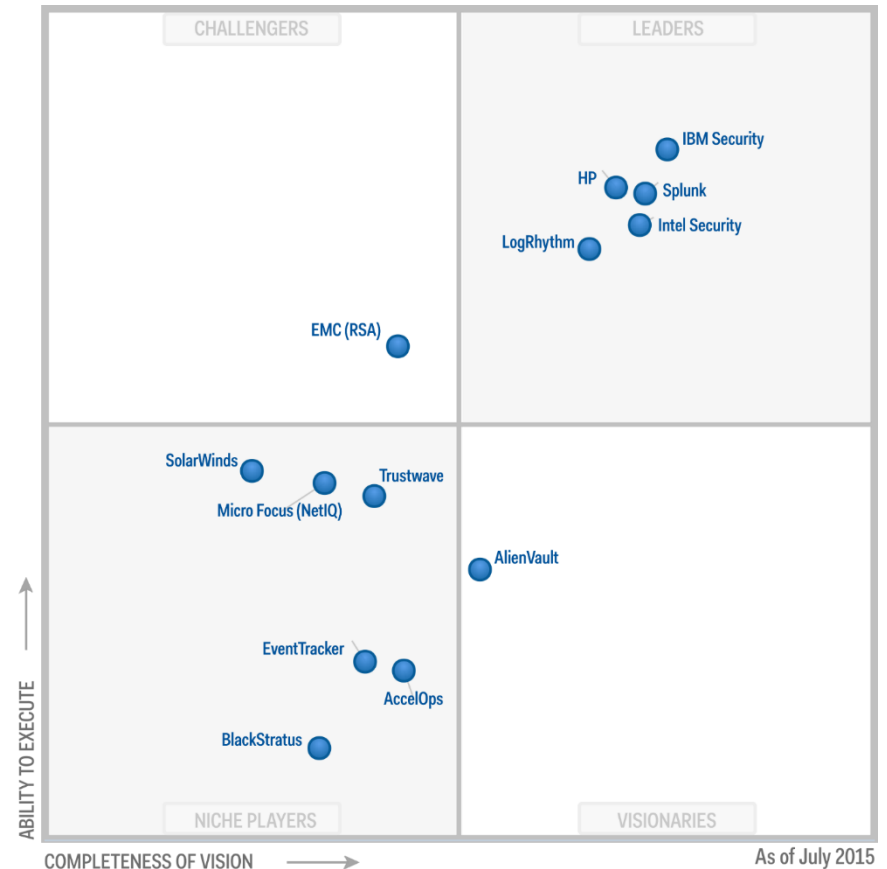 CHALLENGERS
LEADERS
IBM Security
HP
Splunk
Intel Security
LogRhythm
EMC (RSA)
SolarWinds
Trustwave
Micro Focus (NetIQ)
AlienVault
EventTracker
AccelOps
BlackStratus
NICHE PLAYERS
VISIONARIES
ABILITY TO EXECUTE
COMPLETENESS OF VISION
As of July 2015